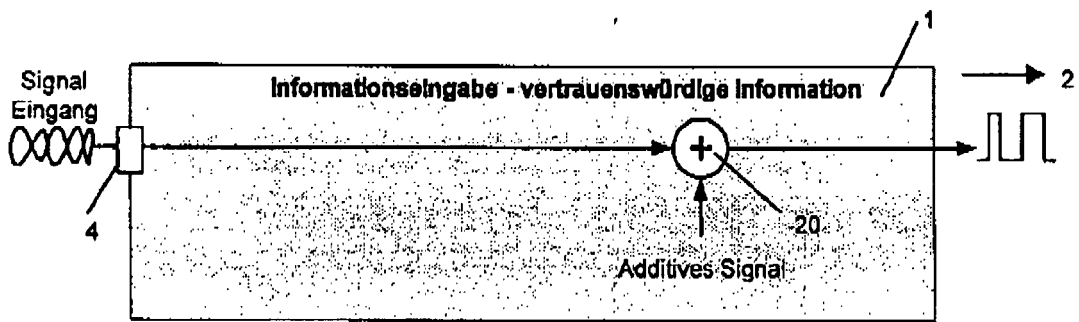 1
Informationseingabe - vertrauenswürdige Information
2
Signal
Eingang
4
+
20
Additives Signal